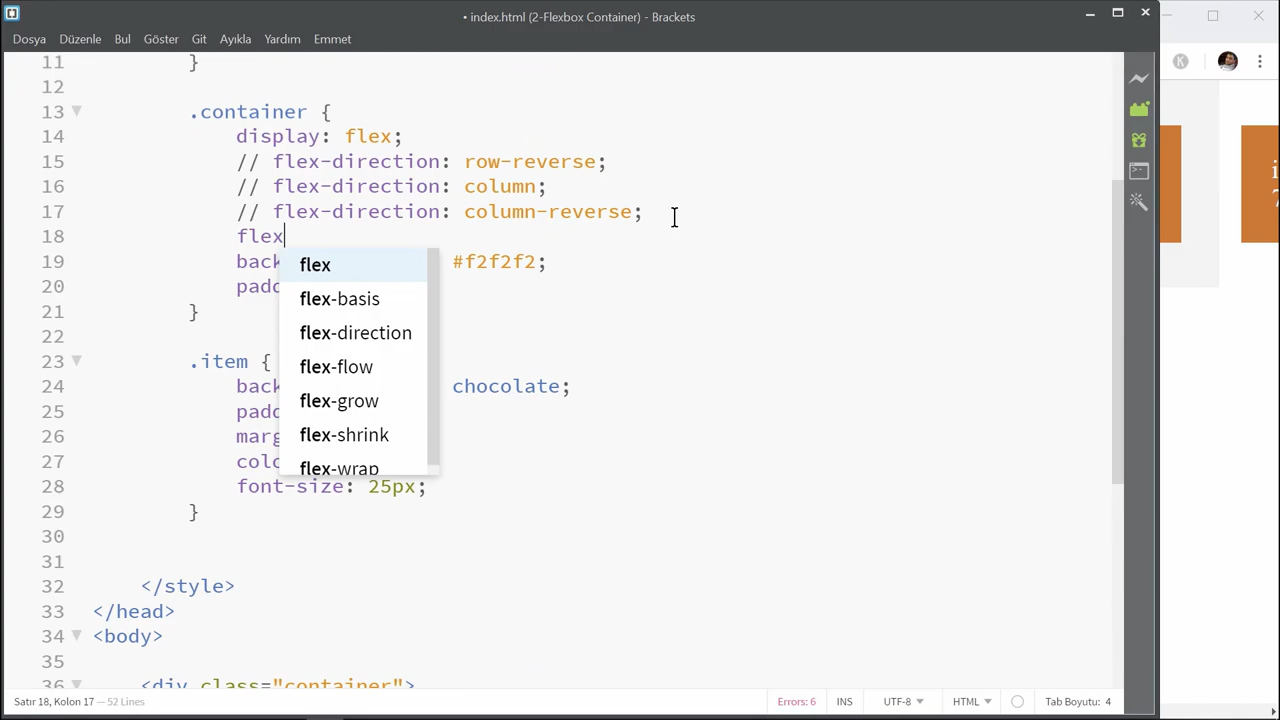 • index.html (2-Flexbox Container) - Brackets
Dosya Düzenle Bul Göster Git Ayıkla Yardım Emmet
11 }
12
13 .container {
14 display: flex;
15 // flex-direction: row-reverse;
16 // flex-direction: column;
17 // flex-direction: column-reverse;
18 flex
19 back #f2f2f2;
20 padd
21 }
22
23 .item {
24 back chocolate;
25 padd
26 marg
27 colo
28 font-size: 25px;
29 }
30
31
32 </style>
33 </head>
34 <body>
35
36 <div class="container">
flex
flex-basis
flex-direction
flex-flow
flex-grow
flex-shrink
flex-wrap
K
7
Satır 18, Kolon 17 — 52 Lines Errors: 6 INS UTF-8 HTML Tab Boyutu: 4